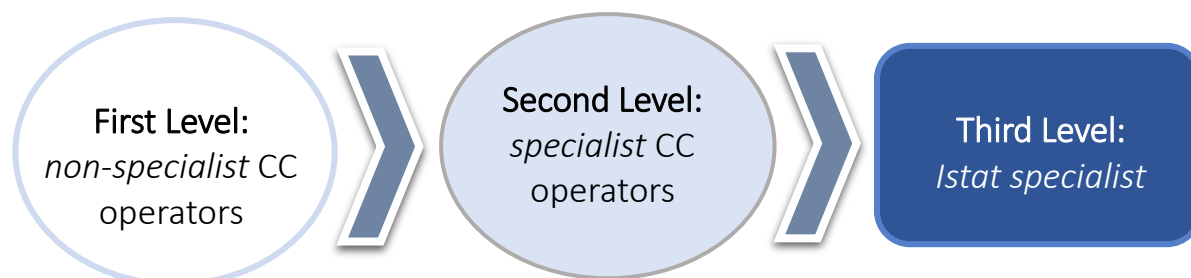 First Level:
non-specialist CC
operators
Second Level:
specialist CC
operators
Third Level:
Istat specialist